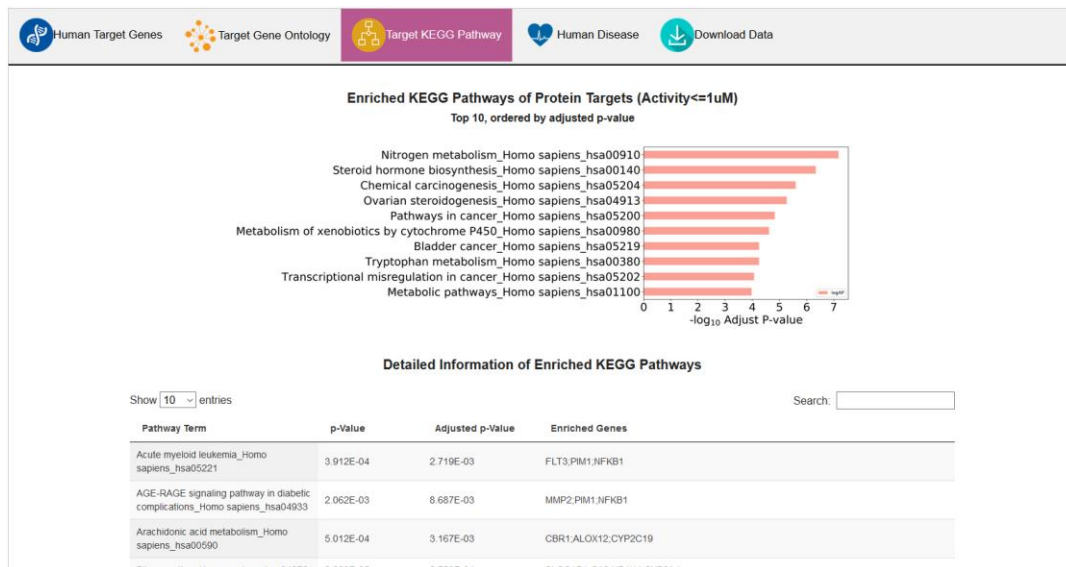 Human Target Genes Target Gene Ontology Target KEGG Pathway Human Disease Download Data
Enriched KEGG Pathways of Protein Targets (Activity<=1uM)
Top 10, ordered by adjusted p-value
Nitrogen metabolism_Homo sapiens_hsa00910
Steroid hormone biosynthesis_Homo sapiens_hsa00140
Chemical carcinogenesis_Homo sapiens_hsa05204
Ovarian steroidogenesis_Homo sapiens_hsa04913
Pathways in cancer_Homo sapiens_hsa05200
Metabolism of xenobiotics by cytochrome P450_Homo sapiens_hsa00980
Bladder cancer_Homo sapiens_hsa05219
Tryptophan metabolism_Homo sapiens_hsa00380
Transcriptional misregulation in cancer_Homo sapiens_hsa05202
Metabolic pathways_Homo sapiens_hsa01100
0 1 2 3 4 5 6 7
-log₁₀ Adjust P-value
Detailed Information of Enriched KEGG Pathways
Show 10 entries Search:
Pathway Term p-Value Adjusted p-Value Enriched Genes
Acute myeloid leukemia_Homo
sapiens_hsa05221 3.912E-04 2.719E-03 FLT3;PIM1;NFKB1
AGE-RAGE signaling pathway in diabetic
complications_Homo sapiens_hsa04933 2.062E-03 8.687E-03 MMP2;PIM1;NFKB1
Arachidonic acid metabolism_Homo
sapiens_hsa00590 5.012E-04 3.167E-03 CBR1;ALOX12;CYP2C19